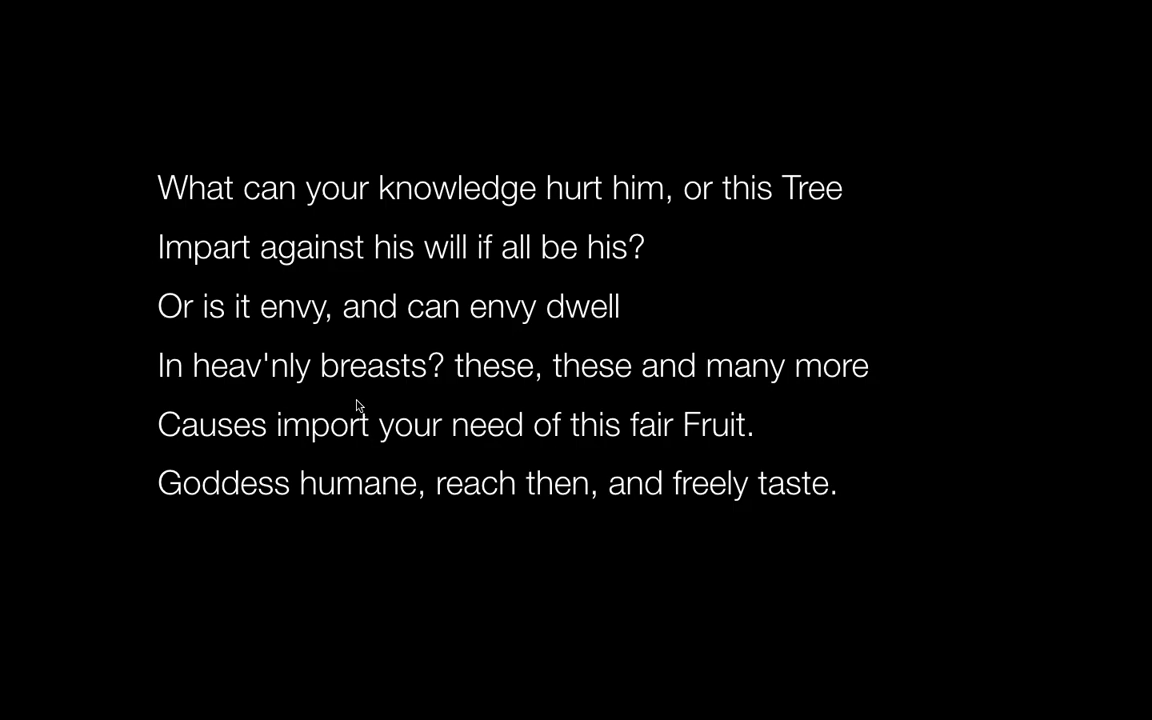 What can your knowledge hurt him, or this Tree
Impart against his will if all be his?
Or is it envy, and can envy dwell
In heav'nly breasts? these, these and many more
Causes import your need of this fair Fruit.
Goddess humane, reach then, and freely taste.